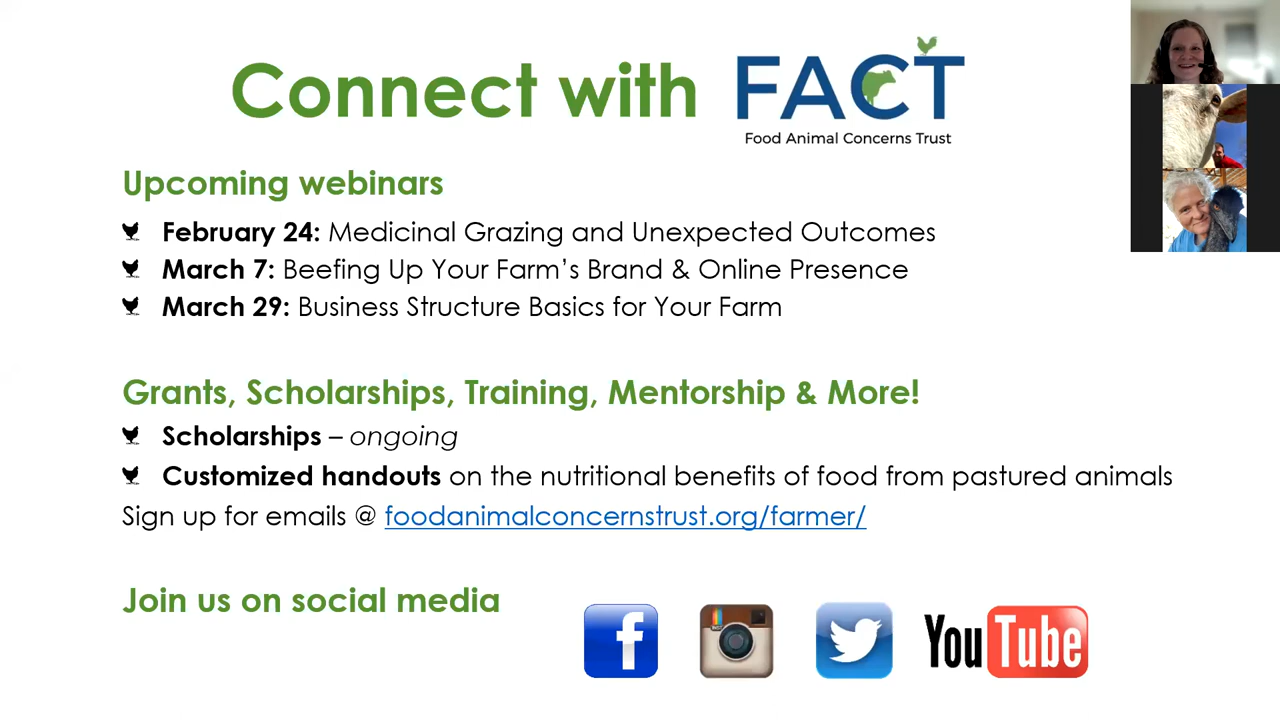 Connect with FACT
Food Animal Concerns Trust
Upcoming webinars
February 24: Medicinal Grazing and Unexpected Outcomes
March 7: Beefing Up Your Farm’s Brand & Online Presence
March 29: Business Structure Basics for Your Farm
Grants, Scholarships, Training, Mentorship & More!
Scholarships – ongoing
Customized handouts on the nutritional benefits of food from pastured animals
Sign up for emails @ foodanimalconcernstrust.org/farmer/
Join us on social media
f
YouTube